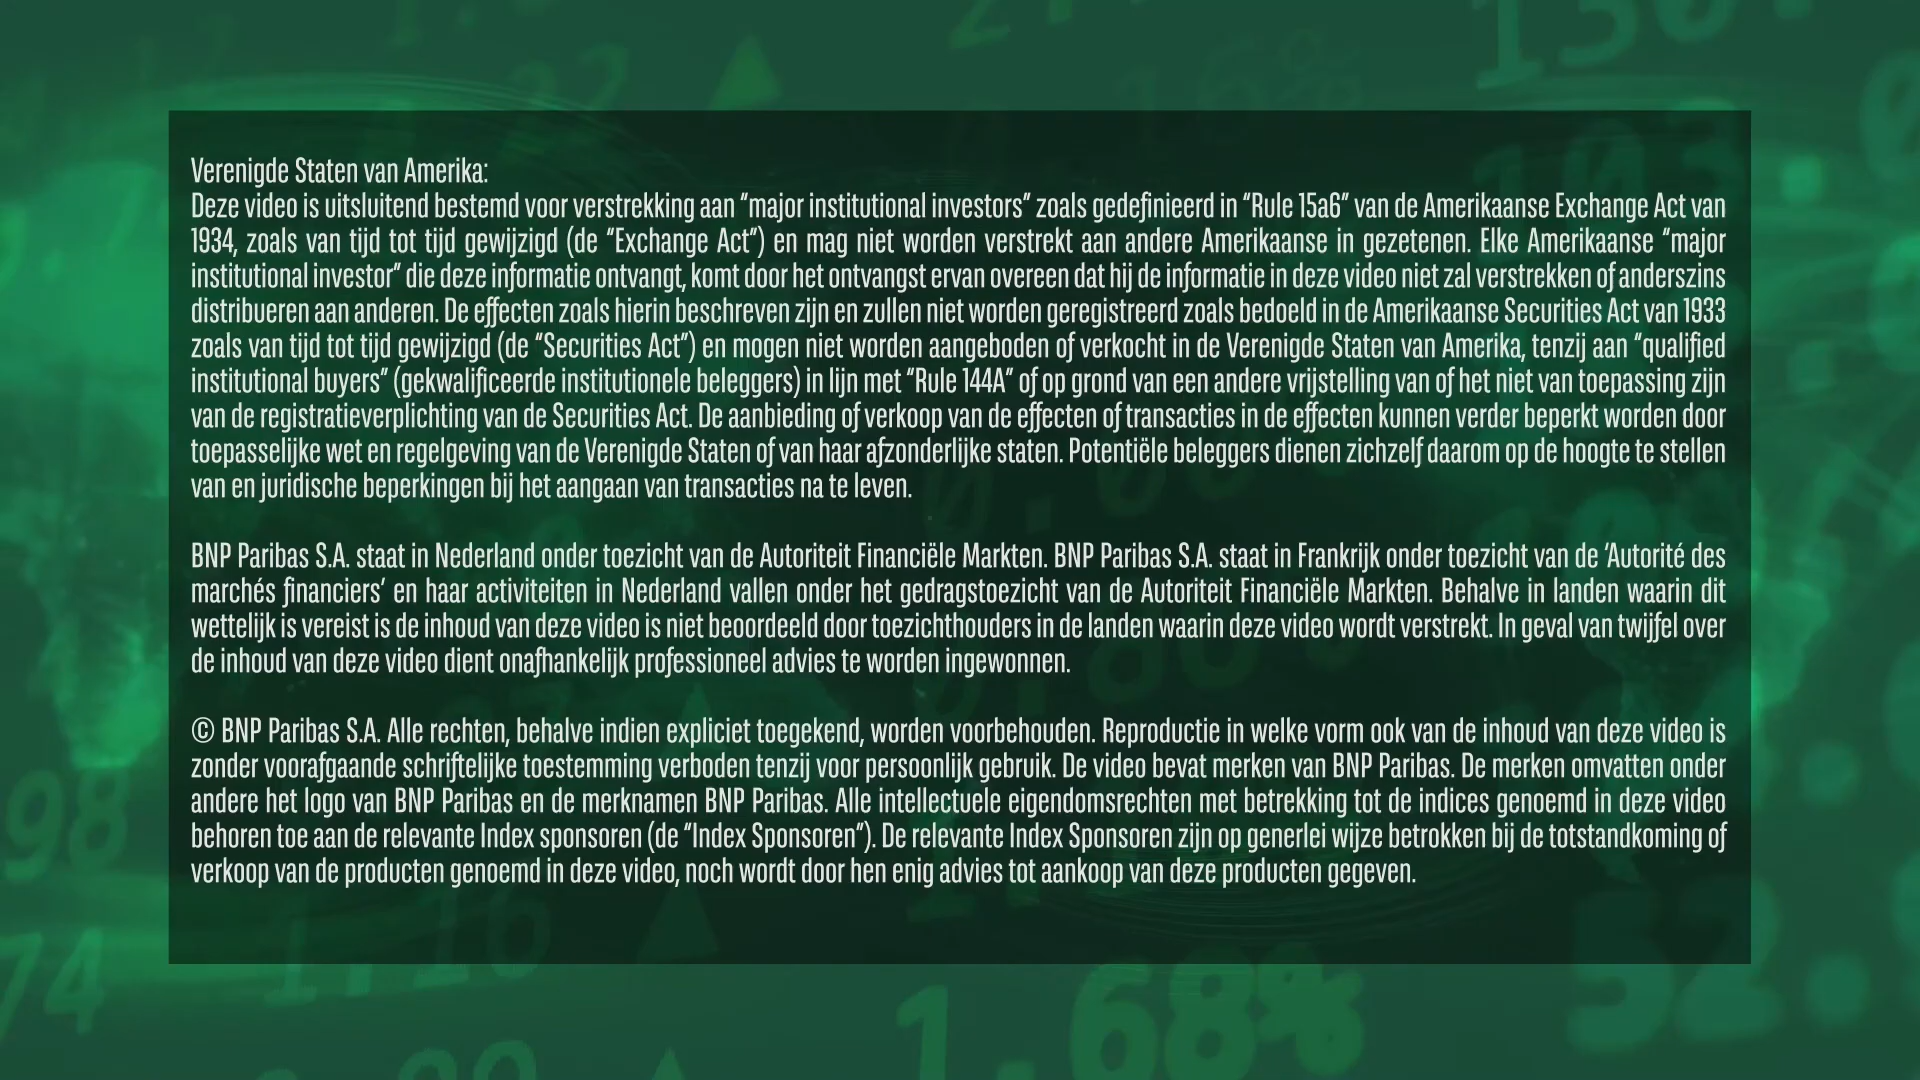 Verenigde Staten van Amerika:
Deze video is uitsluitend bestemd voor verstrekking aan “major institutional investors” zoals gedefinieerd in “Rule 15a6” van de Amerikaanse Exchange Act van
1934, zoals van tijd tot tijd gewijzigd (de “Exchange Act”) en mag niet worden verstrekt aan andere Amerikaanse in gezetenen. Elke Amerikaanse “major
institutional investor” die deze informatie ontvangt, komt door het ontvangst ervan overeen dat hij de informatie in deze video niet zal verstrekken of anderszins
distribueren aan anderen. De effecten zoals hierin beschreven zijn en zullen niet worden geregistreerd zoals bedoeld in de Amerikaanse Securities Act van 1933
zoals van tijd tot tijd gewijzigd (de “Securities Act”) en mogen niet worden aangeboden of verkocht in de Verenigde Staten van Amerika, tenzij aan “qualified
institutional buyers” (gekwalificeerde institutionele beleggers) in lijn met “Rule 144A” of op grond van een andere vrijstelling van of het niet van toepassing zijn
van de registratieverplichting van de Securities Act. De aanbieding of verkoop van de effecten of transacties in de effecten kunnen verder beperkt worden door
toepasselijke wet en regelgeving van de Verenigde Staten of van haar afzonderlijke staten. Potentiële beleggers dienen zichzelf daarom op de hoogte te stellen
van en juridische beperkingen bij het aangaan van transacties na te leven.
BNP Paribas S.A. staat in Nederland onder toezicht van de Autoriteit Financiële Markten. BNP Paribas S.A. staat in Frankrijk onder toezicht van de ‘Autorité des
marchés financiers’ en haar activiteiten in Nederland vallen onder het gedragstoezicht van de Autoriteit Financiële Markten. Behalve in landen waarin dit
wettelijk is vereist is de inhoud van deze video is niet beoordeeld door toezichthouders in de landen waarin deze video wordt verstrekt. In geval van twijfel over
de inhoud van deze video dient onafhankelijk professioneel advies te worden ingewonnen.
© BNP Paribas S.A. Alle rechten, behalve indien expliciet toegekend, worden voorbehouden. Reproductie in welke vorm ook van de inhoud van deze video is
zonder voorafgaande schriftelijke toestemming verboden tenzij voor persoonlijk gebruik. De video bevat merken van BNP Paribas. De merken omvatten onder
andere het logo van BNP Paribas en de merknamen BNP Paribas. Alle intellectuele eigendomsrechten met betrekking tot de indices genoemd in deze video
behoren toe aan de relevante Index sponsoren (de “Index Sponsoren”). De relevante Index Sponsoren zijn op generlei wijze betrokken bij de totstandkoming of
verkoop van de producten genoemd in deze video, noch wordt door hen enig advies tot aankoop van deze producten gegeven.
98
74
1.16
1.68%